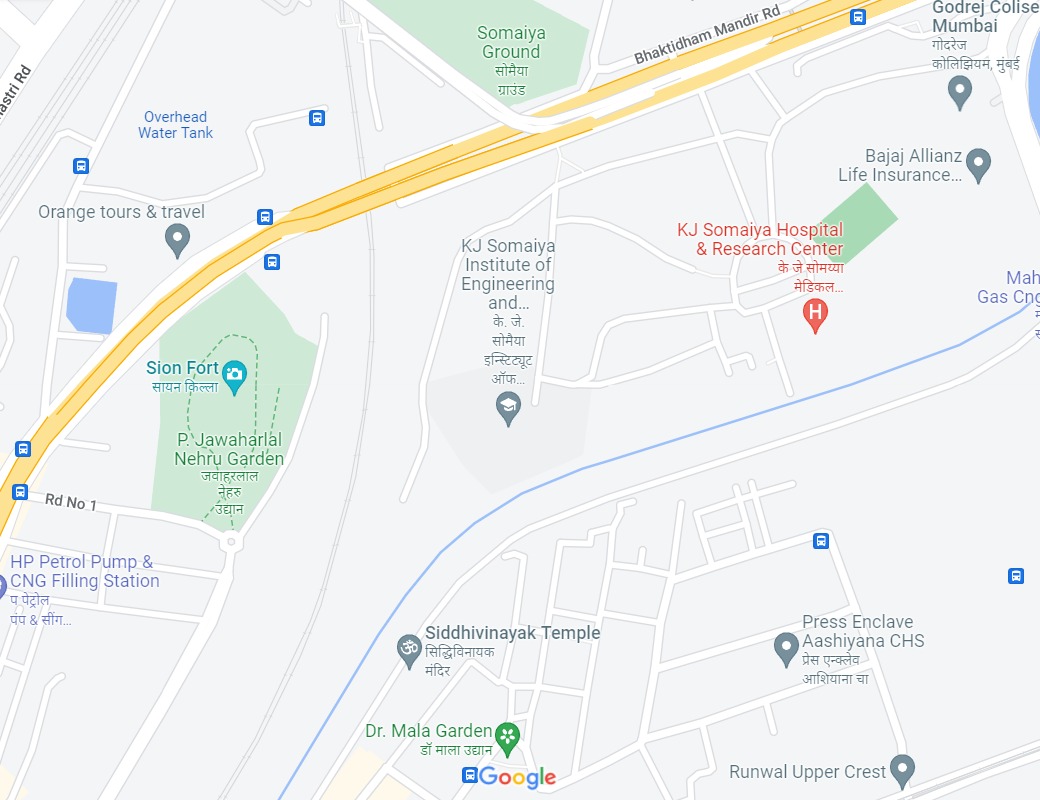 Godrej Colise
Mumbai
गोदरेज
कोलिझियम, मुंबई
Bhaktidham Mandir Rd
Somaiya
Ground
सोमैया
ग्राउंड
astri Rd
Overhead
Water Tank
Bajaj Allianz
Life Insurance...
Orange tours & travel
KJ Somaiya Hospital
& Research Center
के जे सोमय्या
मेडिकल...
H
KJ Somaiya
Institute of
Engineering
and...
के. जे.
सोमैया
इन्स्टिट्यूट
ऑफ...
Mah
Gas Cng
Sion Fort
सायन किल्ला
P. Jawaharlal
Nehru Garden
जवाहरलाल
नेहरु
उद्यान
Rd No 1
HP Petrol Pump &
CNG Filling Station
प पेट्रोल
पंप & सींग...
Siddhivinayak Temple
सिद्धिविनायक
मंदिर
Press Enclave
Aashiyana CHS
प्रेस एन्क्लेव
आशियाना चा
Dr. Mala Garden
डॉ माला उद्यान
Google
Runwal Upper Crest